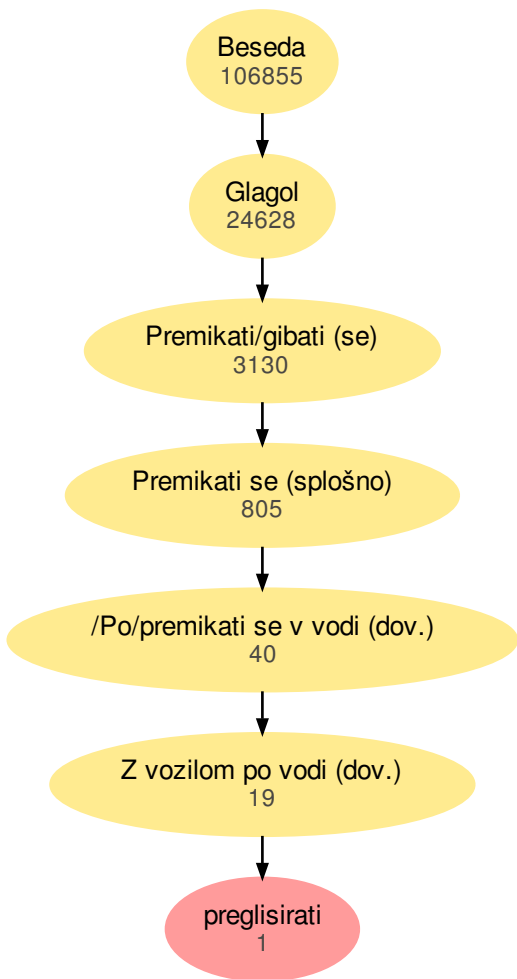 Beseda
106855
Glagol
24628
Premikati/gibati (se)
3130
Premikati se (splošno)
805
/Po/premikati se v vodi (dov.)
40
Z vozilom po vodi (dov.)
19
preglisirati
1